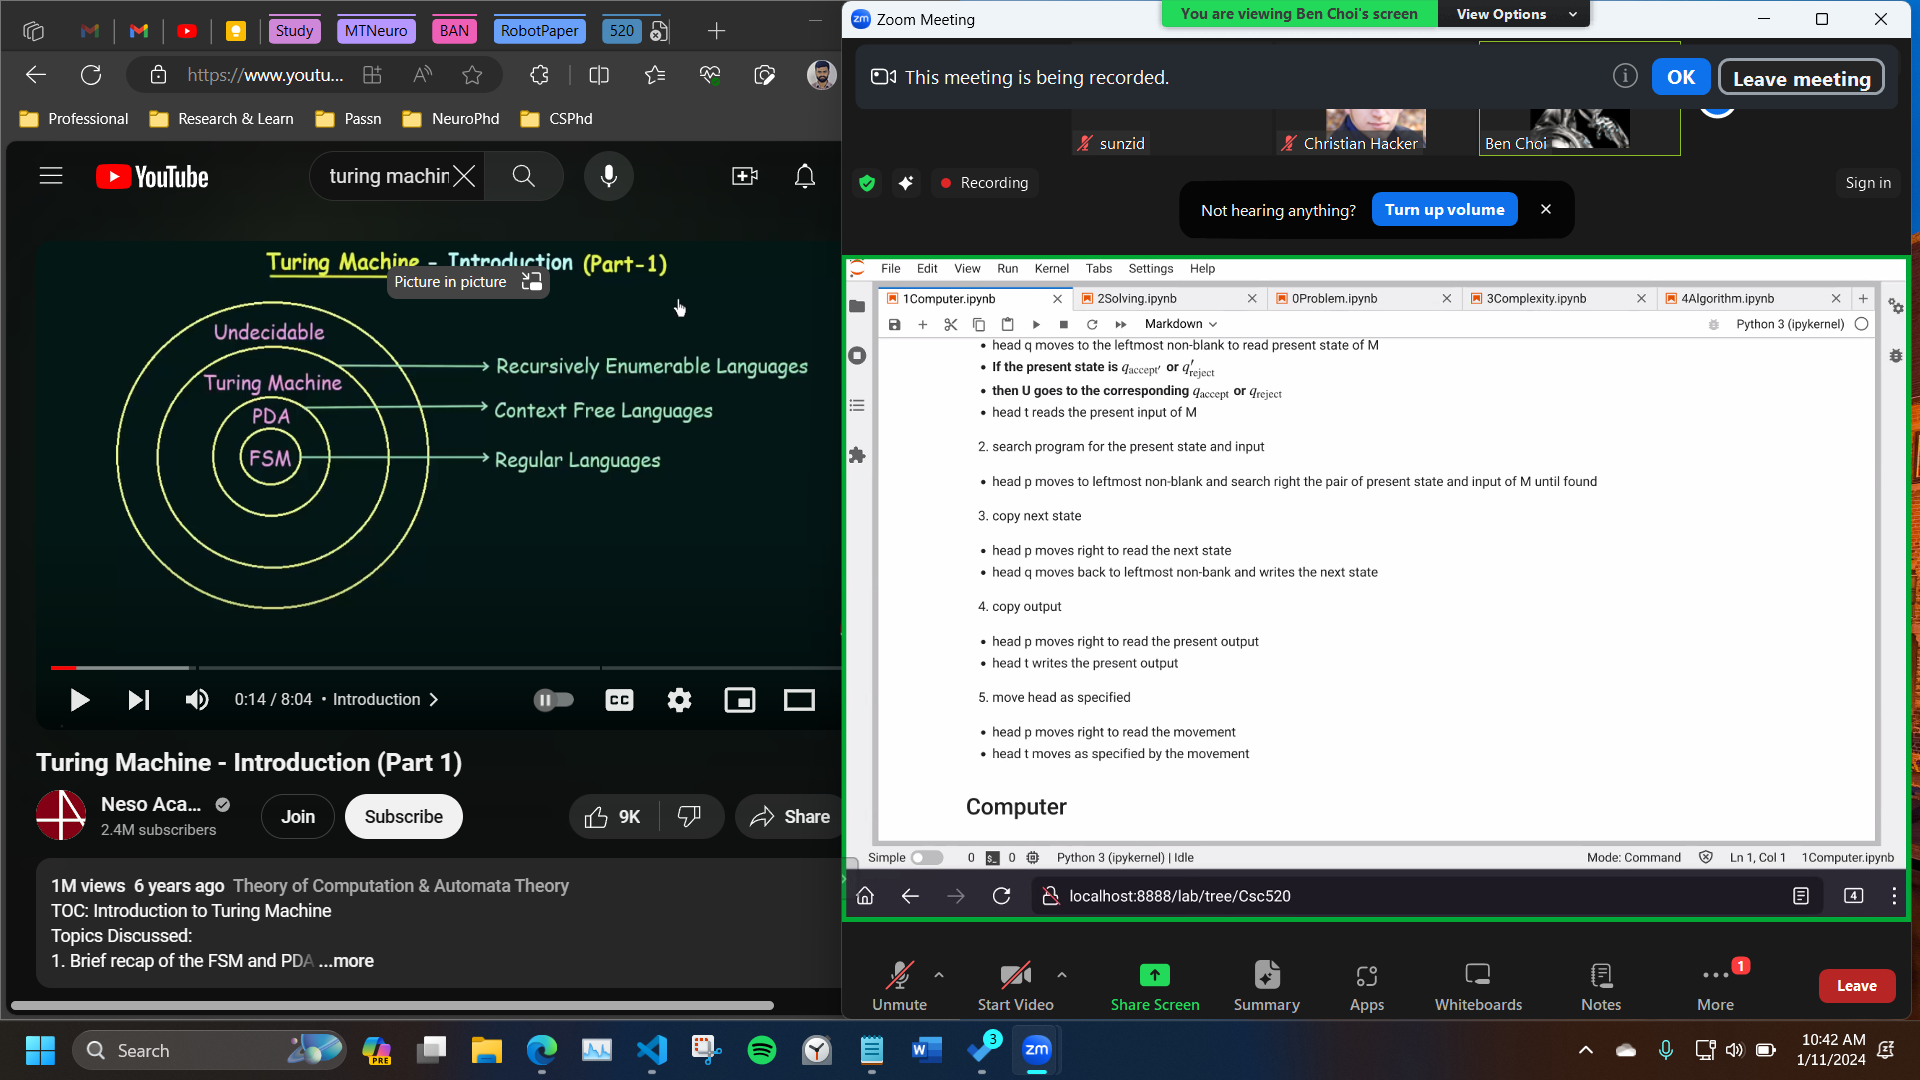 Study
MTNeuro
BAN
RobotPaper
520
https://www.youtu...
Professional
Research & Learn
Passn
NeuroPhd
CSPhd
YouTube
turing machin
Turing Machine - Introduction (Part-1)
Picture in picture
Undecidable
Turing Machine
PDA
FSM
Recursively Enumerable Languages
Context Free Languages
Regular Languages
0:14 / 8:04 • Introduction
CC
Turing Machine - Introduction (Part 1)
Neso Aca...
2.4M subscribers
Join
Subscribe
9K
Share
1M views 6 years ago Theory of Computation & Automata Theory
TOC: Introduction to Turing Machine
Topics Discussed:
1. Brief recap of the FSM and PDA ...more
zm Zoom Meeting
You are viewing Ben Choi's screen
View Options
This meeting is being recorded.
OK
Leave meeting
sunzid
Christian Hacker
Ben Choi
Recording
Sign in
Not hearing anything?
Turn up volume
File Edit View Run Kernel Tabs Settings Help
1Computer.ipynb
2Solving.ipynb
0Problem.ipynb
3Complexity.ipynb
4Algorithm.ipynb
Markdown
Python 3 (ipykernel)
• head q moves to the leftmost non-blank to read present state of M
• If the present state is q_accept' or q'_reject
• then U goes to the corresponding q_accept or q_reject
• head t reads the present input of M
2. search program for the present state and input
• head p moves to leftmost non-blank and search right the pair of present state and input of M until found
3. copy next state
• head p moves right to read the next state
• head q moves back to leftmost non-bank and writes the next state
4. copy output
• head p moves right to read the present output
• head t writes the present output
5. move head as specified
• head p moves right to read the movement
• head t moves as specified by the movement
Computer
Simple
0
0
Python 3 (ipykernel) | Idle
Mode: Command
Ln 1, Col 1
1Computer.ipynb
localhost:8888/lab/tree/Csc520
4
Unmute
Start Video
Share Screen
Summary
Apps
Whiteboards
Notes
1
More
Leave
Search
PRE
3
zm
10:42 AM
1/11/2024